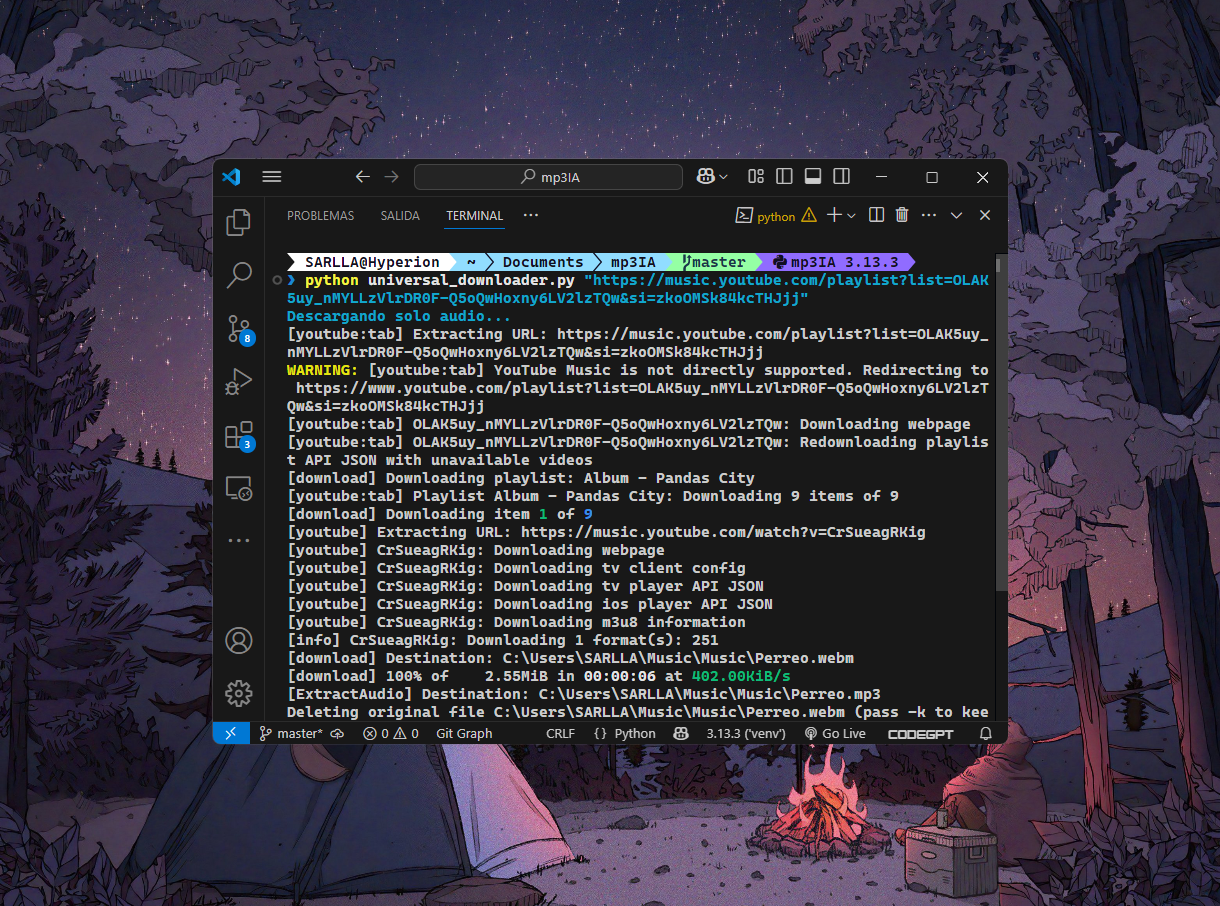 mp3IA
PROBLEMAS SALIDA TERMINAL ... python
SARLLA@Hyperion ~ Documents mp3IA master mp3IA 3.13.3
❯ python universal_downloader.py "https://music.youtube.com/playlist?list=OLAK
5uy_nMYLLzVlrDR0F-Q5oQwHoxny6LV2lzTQw&si=zkoOMSk84kcTHJjj"
Descargando solo audio...
[youtube:tab] Extracting URL: https://music.youtube.com/playlist?list=OLAK5uy_
nMYLLzVlrDR0F-Q5oQwHoxny6LV2lzTQw&si=zkoOMSk84kcTHJjj
WARNING: [youtube:tab] YouTube Music is not directly supported. Redirecting to
https://www.youtube.com/playlist?list=OLAK5uy_nMYLLzVlrDR0F-Q5oQwHoxny6LV2lzT
Qw&si=zkoOMSk84kcTHJjj
[youtube:tab] OLAK5uy_nMYLLzVlrDR0F-Q5oQwHoxny6LV2lzTQw: Downloading webpage
[youtube:tab] OLAK5uy_nMYLLzVlrDR0F-Q5oQwHoxny6LV2lzTQw: Redownloading playlis
t API JSON with unavailable videos
[download] Downloading playlist: Album - Pandas City
[youtube:tab] Playlist Album - Pandas City: Downloading 9 items of 9
[download] Downloading item 1 of 9
[youtube] Extracting URL: https://music.youtube.com/watch?v=CrSueagRKig
[youtube] CrSueagRKig: Downloading webpage
[youtube] CrSueagRKig: Downloading tv client config
[youtube] CrSueagRKig: Downloading tv player API JSON
[youtube] CrSueagRKig: Downloading ios player API JSON
[youtube] CrSueagRKig: Downloading m3u8 information
[info] CrSueagRKig: Downloading 1 format(s): 251
[download] Destination: C:\Users\SARLLA\Music\Music\Perreo.webm
[download] 100% of    2.55MiB in 00:00:06 at 402.00KiB/s
[ExtractAudio] Destination: C:\Users\SARLLA\Music\Music\Perreo.mp3
Deleting original file C:\Users\SARLLA\Music\Music\Perreo.webm (pass -k to kee
8
3
master* 0 0 Git Graph CRLF {} Python 3.13.3 ('venv') Go Live CODEGPT